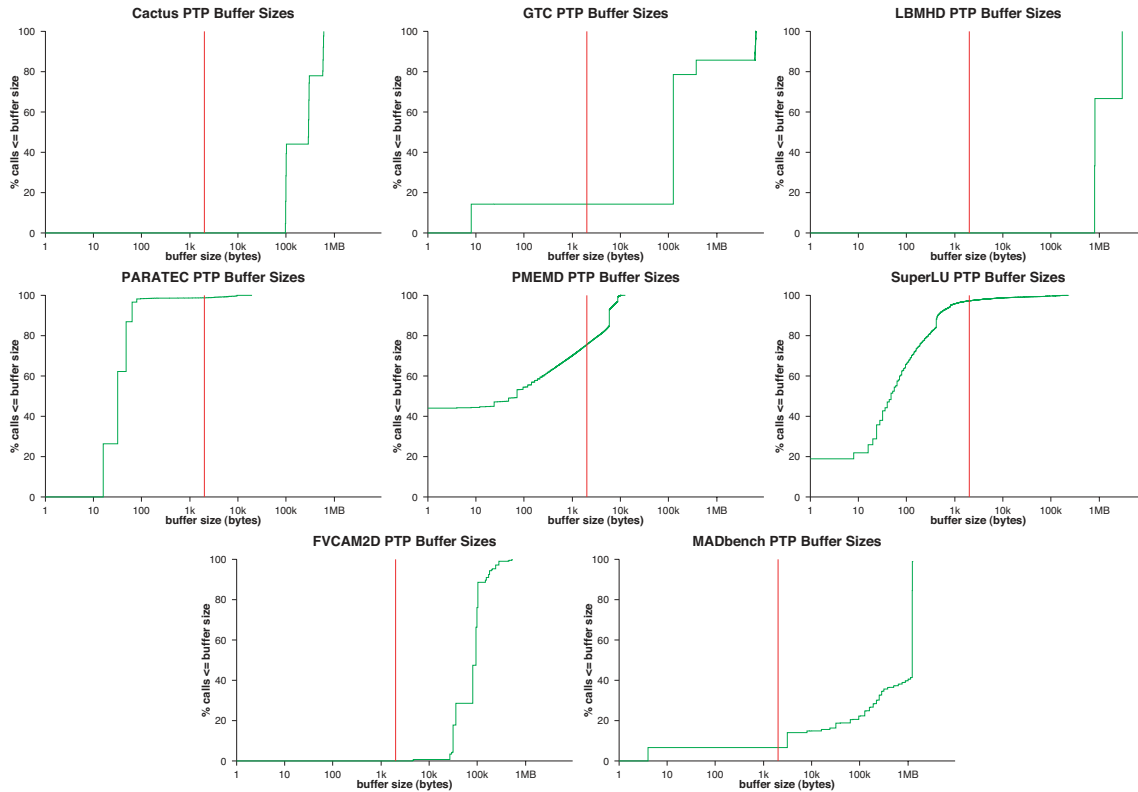 Cactus PTP Buffer Sizes
% calls <= buffer size
100
80
60
40
20
0
1 10 100 1k 10k 100k 1MB
buffer size (bytes)
GTC PTP Buffer Sizes
% calls <= buffer size
100
80
60
40
20
0
1 10 100 1k 10k 100k 1MB
buffer size (bytes)
LBMHD PTP Buffer Sizes
% calls <= buffer size
100
80
60
40
20
0
1 10 100 1k 10k 100k 1MB
buffer size (bytes)
PARATEC PTP Buffer Sizes
% calls <= buffer size
100
80
60
40
20
0
1 10 100 1k 10k 100k 1MB
buffer size (bytes)
PMEMD PTP Buffer Sizes
% calls <= buffer size
100
80
60
40
20
0
1 10 100 1k 10k 100k 1MB
buffer size (bytes)
SuperLU PTP Buffer Sizes
% calls <= buffer size
100
80
60
40
20
0
1 10 100 1k 10k 100k 1MB
buffer size (bytes)
FVCAM2D PTP Buffer Sizes
% calls <= buffer size
100
80
60
40
20
0
1 10 100 1k 10k 100k 1MB
buffer size (bytes)
MADbench PTP Buffer Sizes
% calls <= buffer size
100
80
60
40
20
0
1 10 100 1k 10k 100k 1MB
buffer size (bytes)